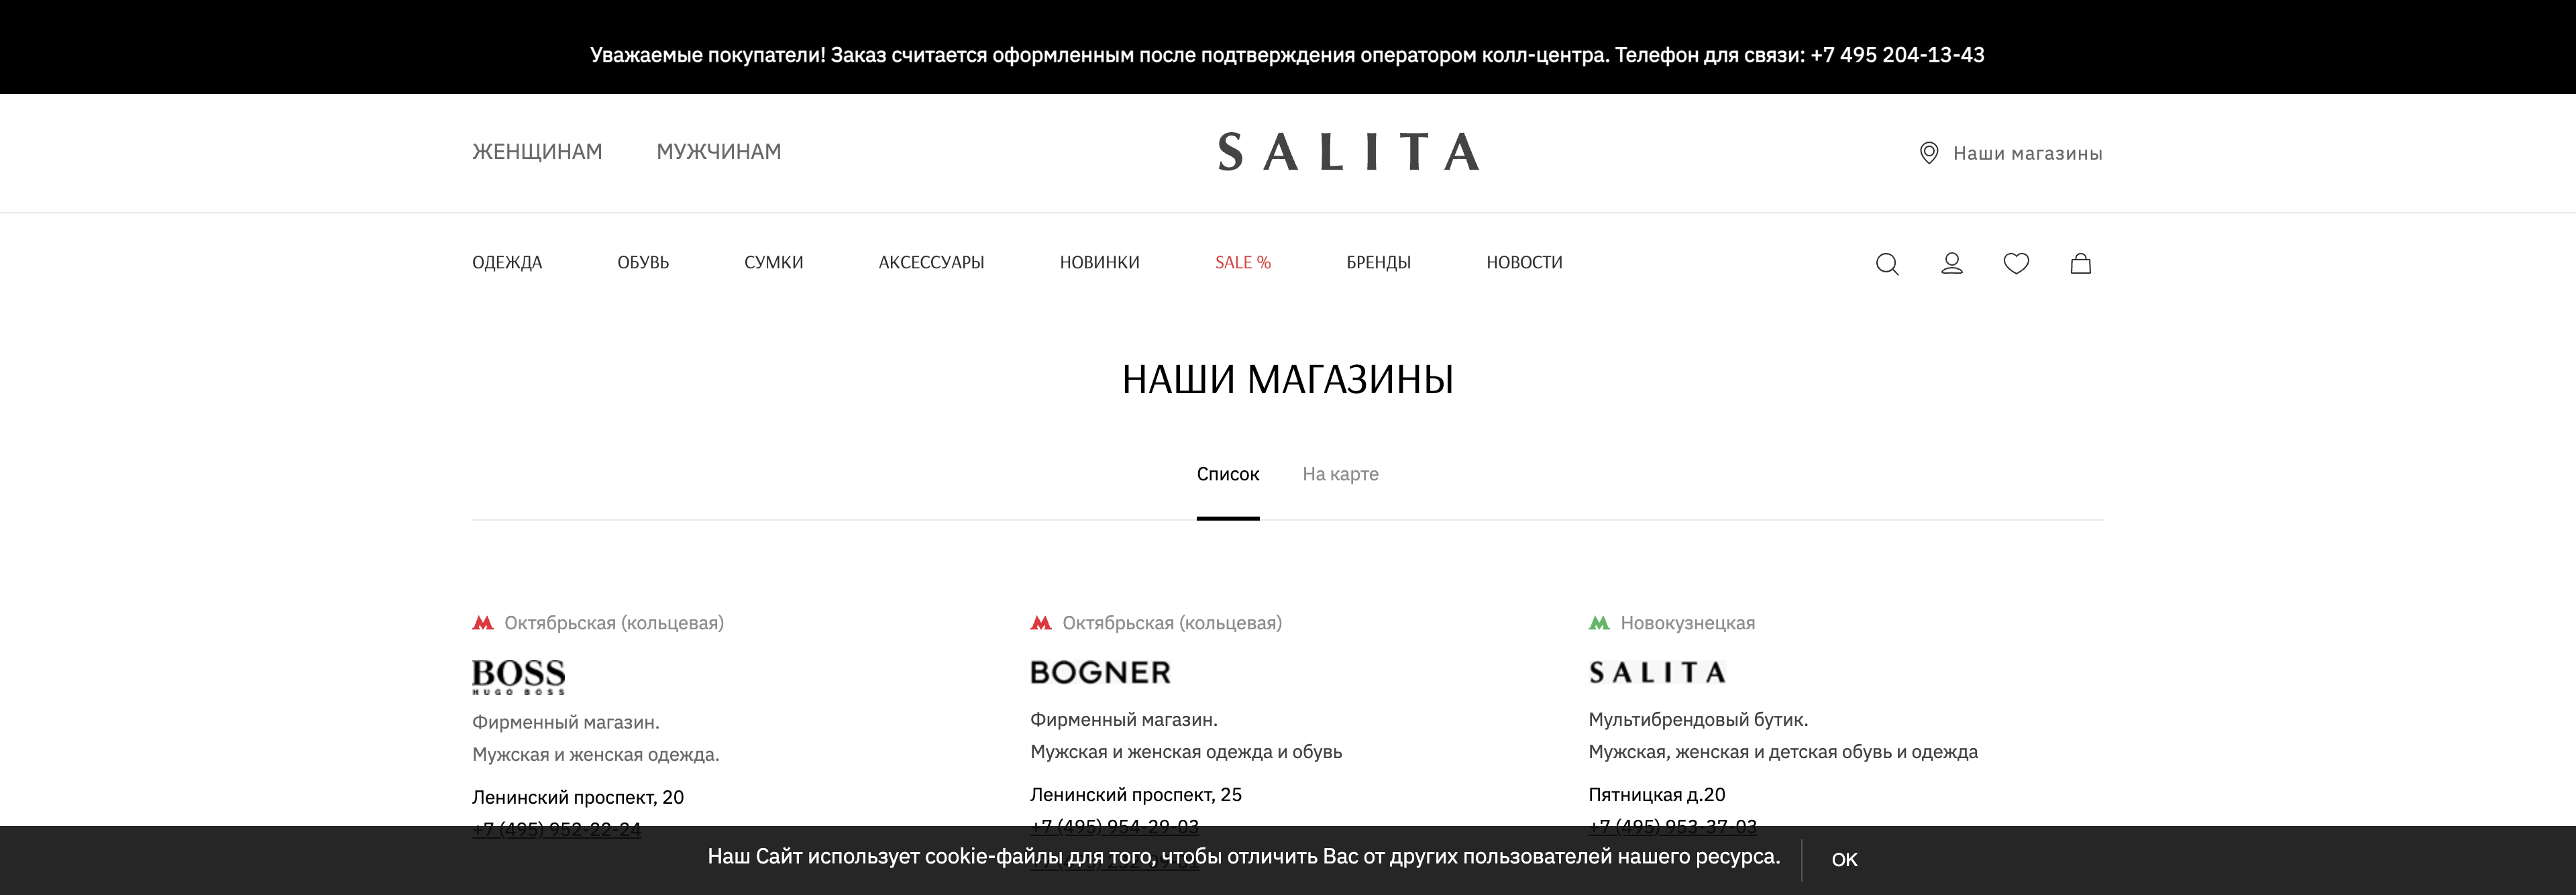 Уважаемые покупатели! Заказ считается оформленным после подтверждения оператором колл-центра. Телефон для связи: +7 495 204-13-43
ЖЕНЩИНАМ МУЖЧИНАМ SALITA Наши магазины
ОДЕЖДА ОБУВЬ СУМКИ АКСЕССУАРЫ НОВИНКИ SALE % БРЕНДЫ НОВОСТИ
НАШИ МАГАЗИНЫ
Список На карте
Октябрьская (кольцевая)
BOSS
HUGO BOSS
Фирменный магазин.
Мужская и женская одежда.
Ленинский проспект, 20
+7 (495) 952-22-24
Октябрьская (кольцевая)
BOGNER
Фирменный магазин.
Мужская и женская одежда и обувь
Ленинский проспект, 25
+7 (495) 954-29-03
Новокузнецкая
SALITA
Мультибрендовый бутик.
Мужская, женская и детская обувь и одежда
Пятницкая д.20
+7 (495) 953-37-03
Наш Сайт использует cookie-файлы для того, чтобы отличить Вас от других пользователей нашего ресурса. OK